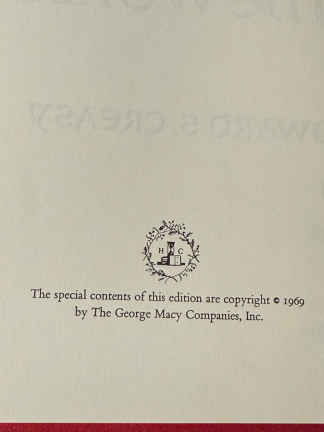 H C
The special contents of this edition are copyright © 1969
by The George Macy Companies, Inc.